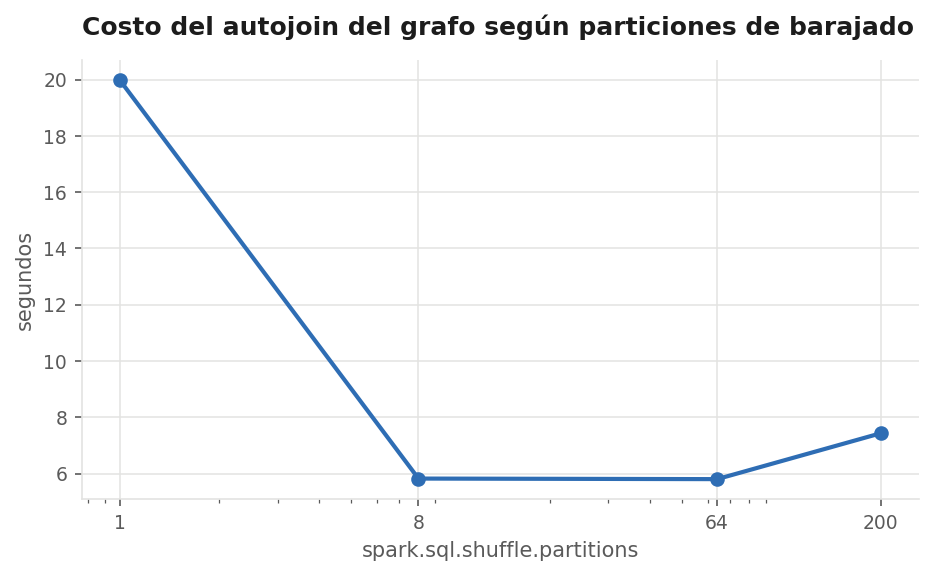 Costo del autojoin del grafo según particiones de barajado
segundos
20
18
16
14
12
10
8
6
1 8 64 200
spark.sql.shuffle.partitions